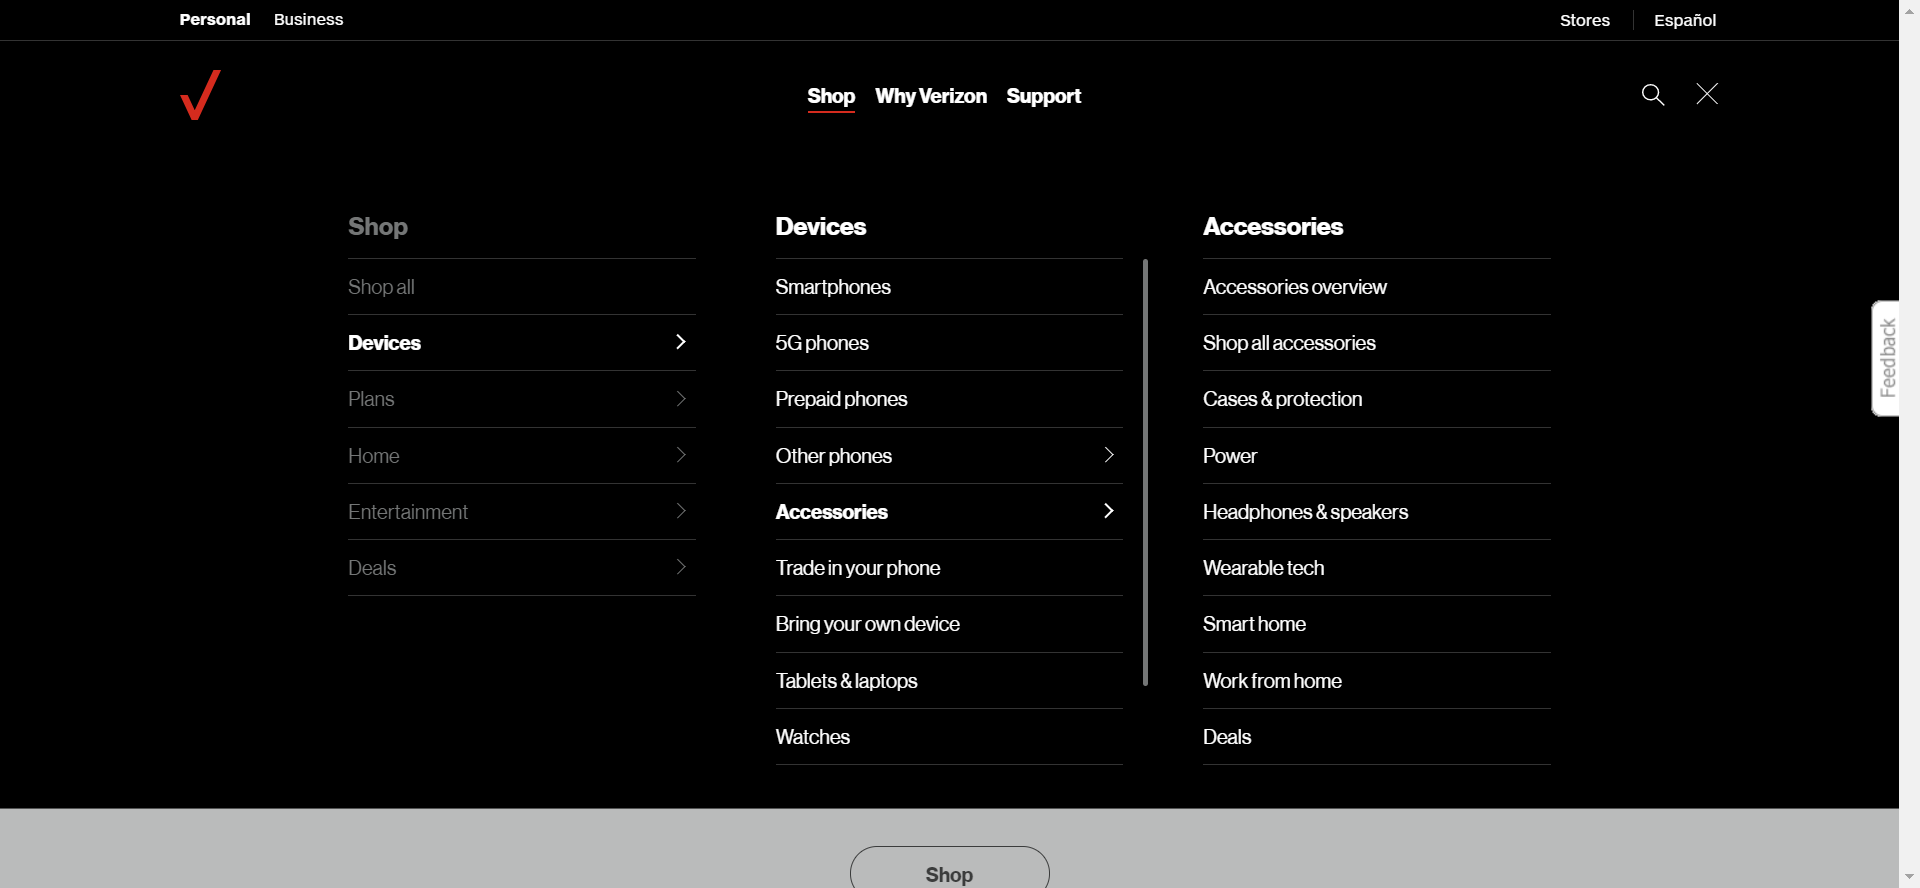 Personal Business Stores Español
Shop Why Verizon Support
Shop
Shop all
Devices
Plans
Home
Entertainment
Deals
Devices
Smartphones
5G phones
Prepaid phones
Other phones
Accessories
Trade in your phone
Bring your own device
Tablets & laptops
Watches
Accessories
Accessories overview
Shop all accessories
Cases & protection
Power
Headphones & speakers
Wearable tech
Smart home
Work from home
Deals
Feedback
Shop